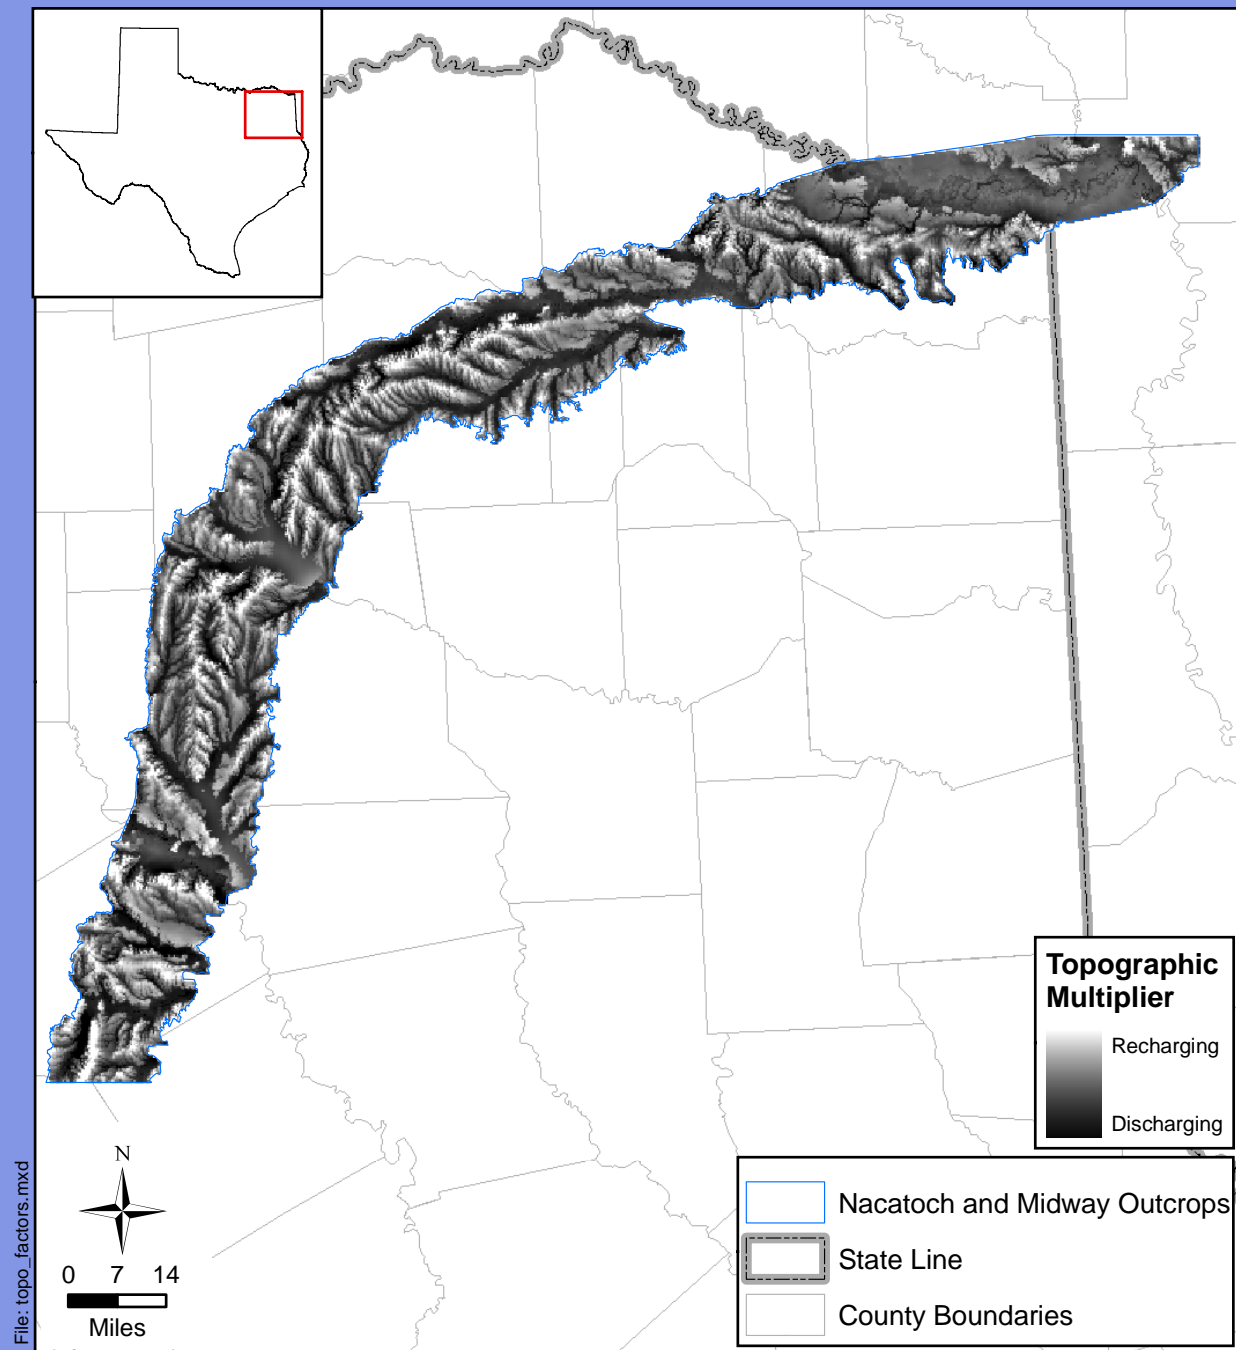 Topographic
Multiplier
Recharging
Discharging
N
0 7 14
Miles
Nacatoch and Midway Outcrops
State Line
County Boundaries
File: topo_factors.mxd